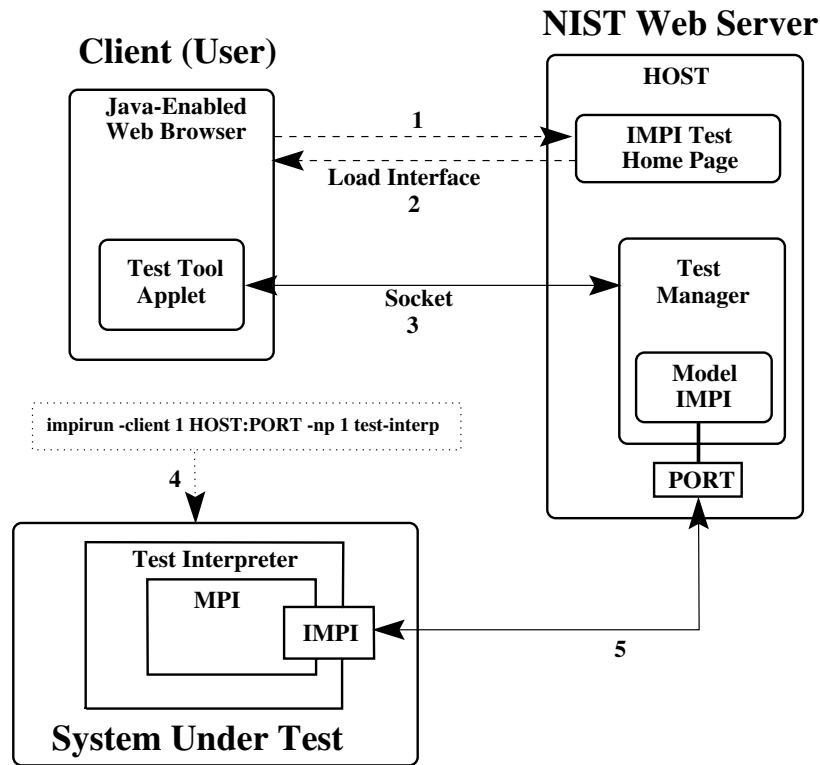 NIST Web Server
Client (User)
HOST
Java-Enabled
Web Browser
1
IMPI Test
Home Page
Load Interface
2
Test Tool
Applet
Socket
3
Test
Manager
Model
IMPI
impirun -client 1 HOST:PORT -np 1 test-interp
4
PORT
Test Interpreter
MPI
IMPI
5
System Under Test